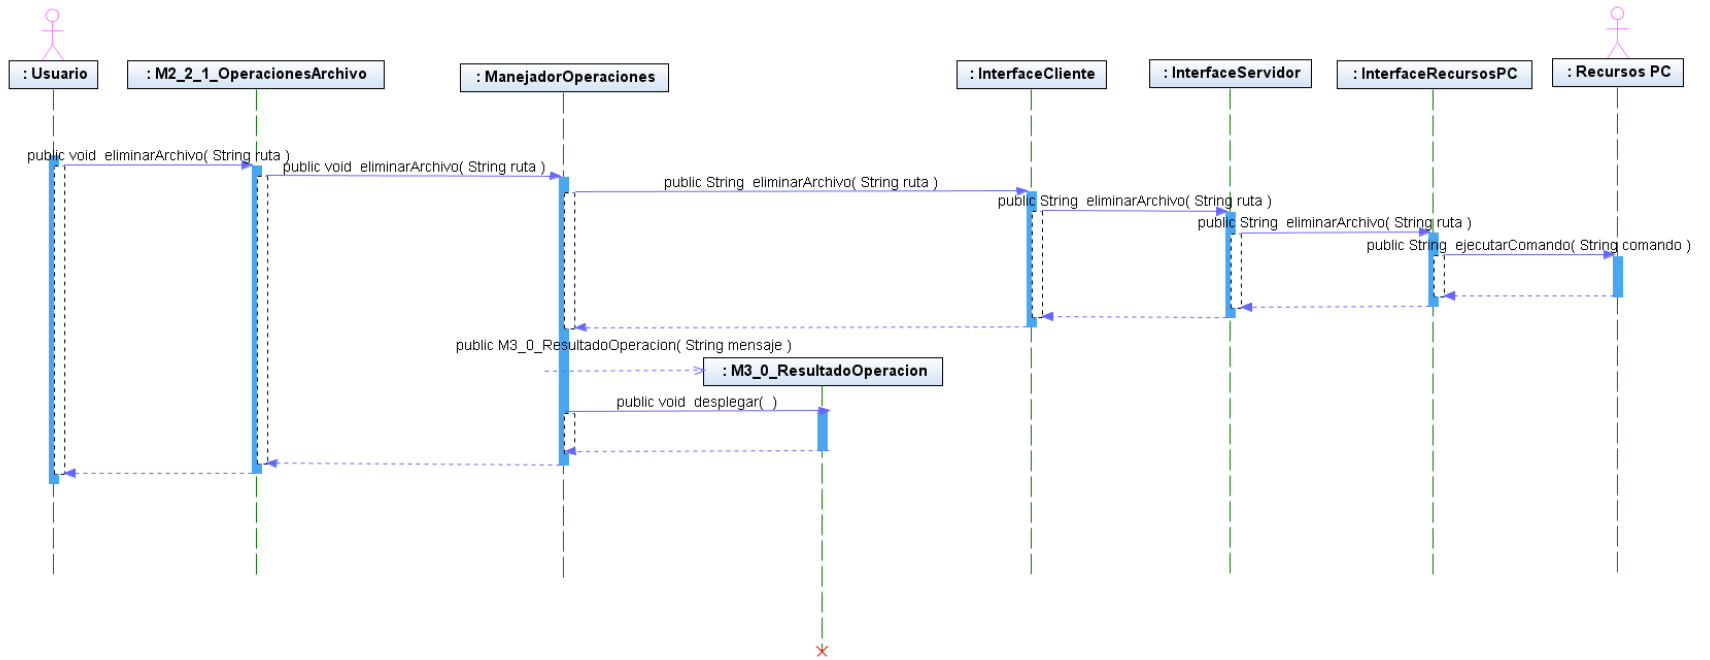 : Usuario
: M2_2_1_OperacionesArchivo
: ManejadorOperaciones
: InterfaceCliente
: InterfaceServidor
: InterfaceRecursosPC
: Recursos PC
public void eliminarArchivo( String ruta )
public void eliminarArchivo( String ruta )
public String eliminarArchivo( String ruta )
public String eliminarArchivo( String ruta )
public String eliminarArchivo( String ruta )
public String ejecutarComando( String comando )
public M3_0_ResultadoOperacion( String mensaje )
: M3_0_ResultadoOperacion
public void desplegar( )